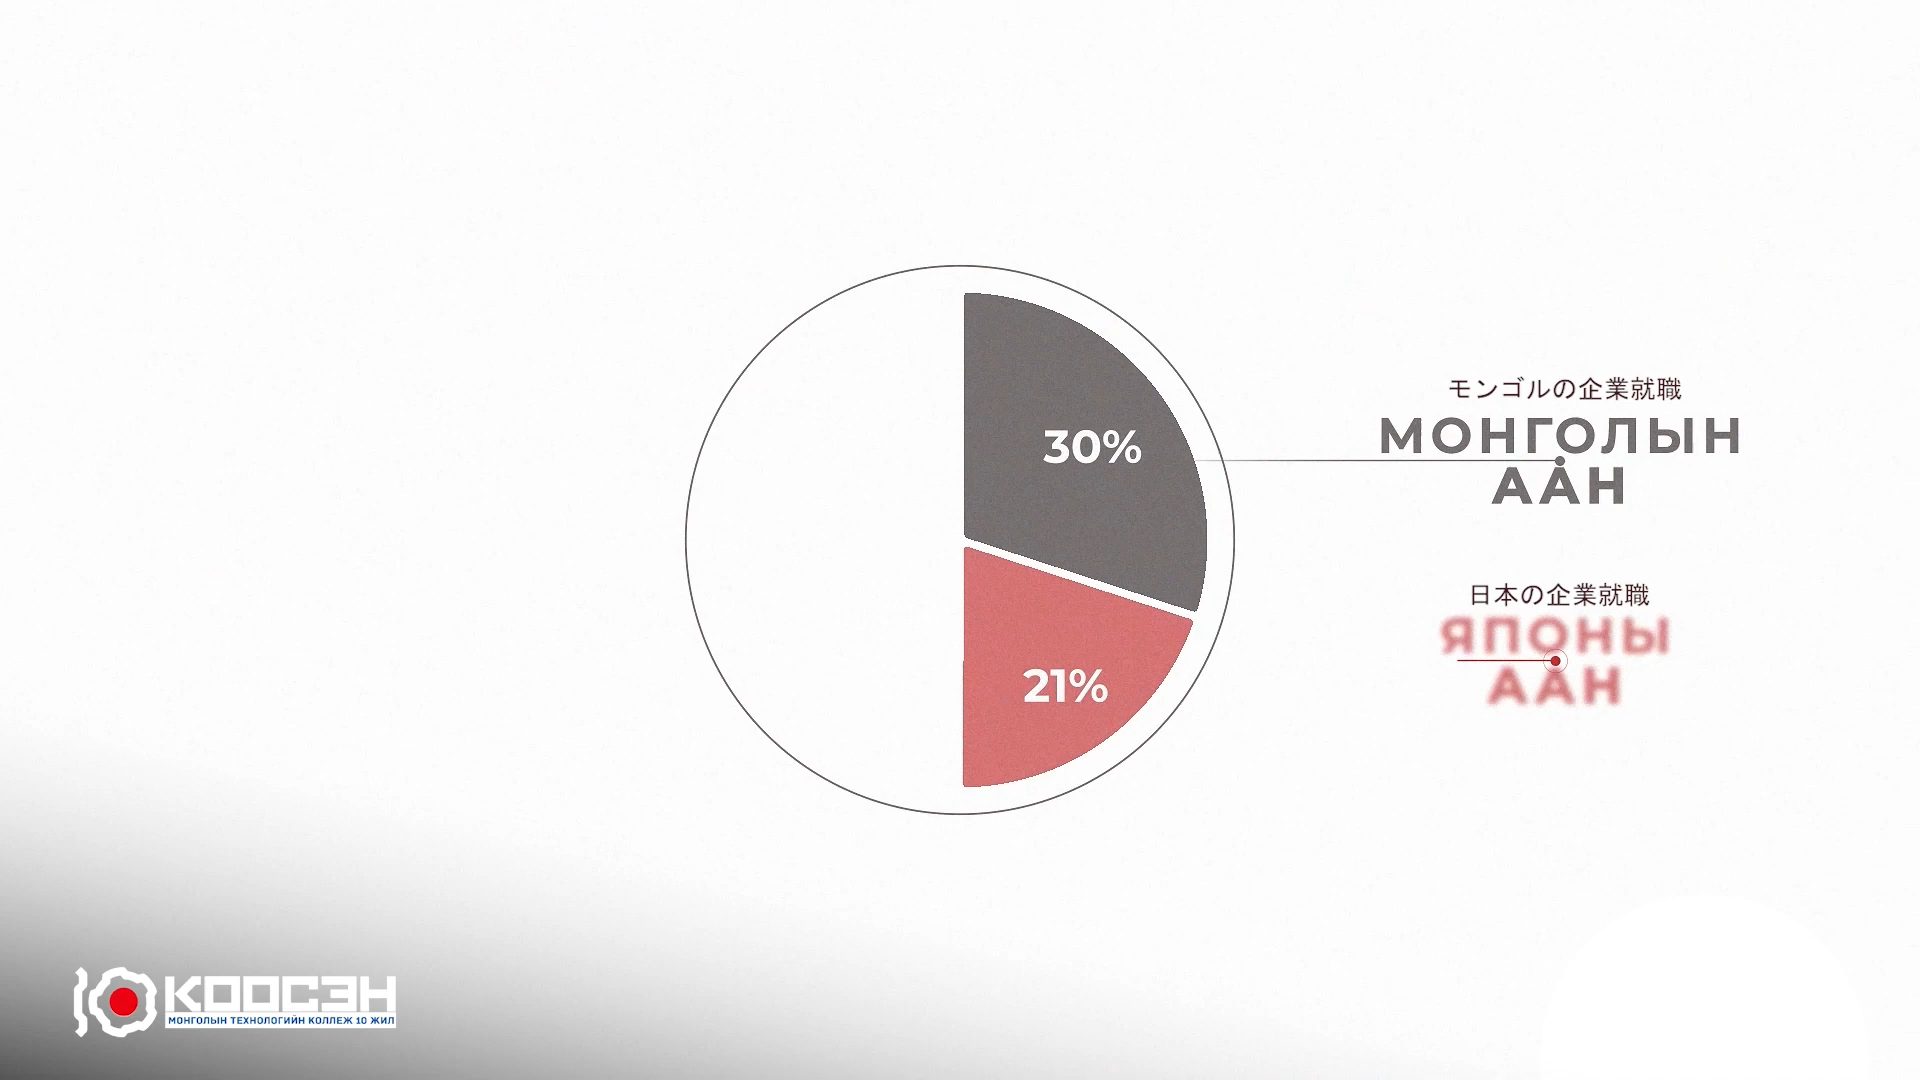 30%
21%
モンゴルの企業就職
МОНГОЛЫН
ААН
日本の企業就職
ЯПОНЫ
ААН
10 КООСЭН
МОНГОЛЫН ТЕХНОЛОГИЙН КОЛЛЕЖ 10 ЖИЛ